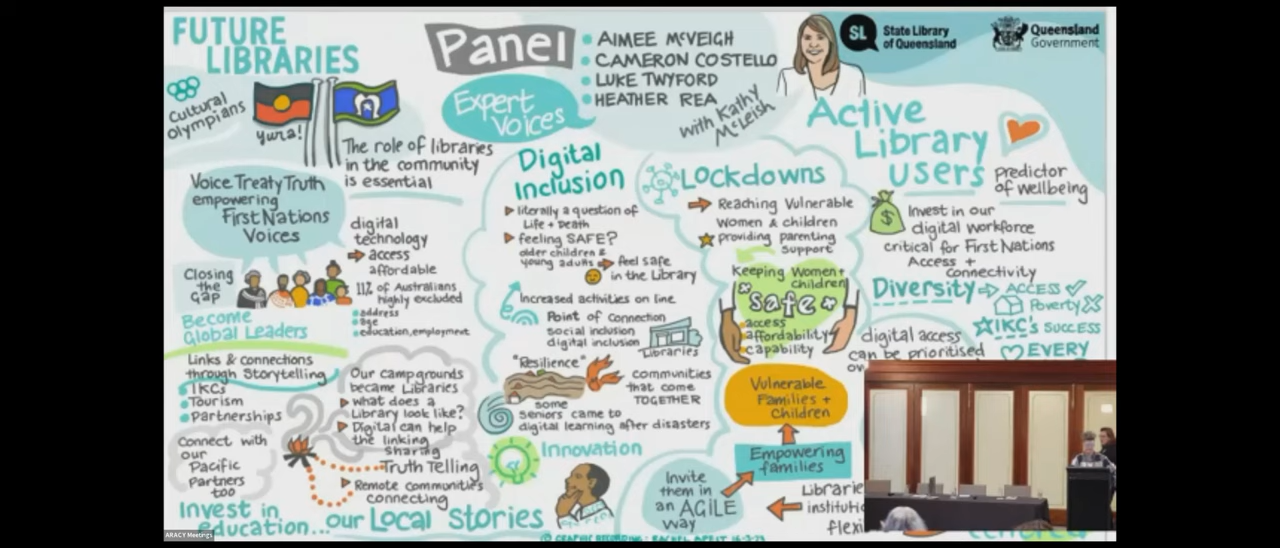 FUTURE
LIBRARIES
Cultural
Olympians
yura!
The role of libraries
in the community
is essential
Voice Treaty Truth
empowering
First Nations
Voices
digital
technology
access
affordable
11% of Australians
highly excluded
address
age
education, employment
Closing
the
Gap
Become
Global Leaders
Links & connections
through Storytelling
IKCs
Tourism
Partnerships
Connect with
our
Pacific
Partners
too
Our campgrounds
became Libraries
what does a
Library look like?
Digital can help
the linking
sharing
Truth Telling
Remote communities
connecting
Invest in
education...
our Local Stories
Panel
AIMEE McVEIGH
CAMERON COSTELLO
LUKE TWYFORD
HEATHER REA
with Kathy
McLeish
Expert
Voices
SL
State Library
of Queensland
Queensland
Government
Digital
Inclusion
literally a question of
Life + Death
feeling SAFE?
older children &
young adults
feel safe
in the Library
Increased activities on line
Point of Connection
social inclusion
digital inclusion
Libraries
"Resilience"
communities
that come
TOGETHER
some
Seniors came to
digital learning after disasters
Innovation
Lockdowns
Reaching Vulnerable
Women & children
providing parenting
support
Keeping Women +
children
safe
access
affordability
capability
Vulnerable
Families +
Children
Empowering
families
Invite
them in
an AGILE
way
Librarie
instituti
flexi
Active
Library
users
predictor
of wellbeing
$
Invest in our
digital workforce
critical for First Nations
Access +
connectivity
Diversity
ACCESS
Poverty
IKC's SUCCESS
EVERY
digital access
can be prioritised
ARACY Meetings